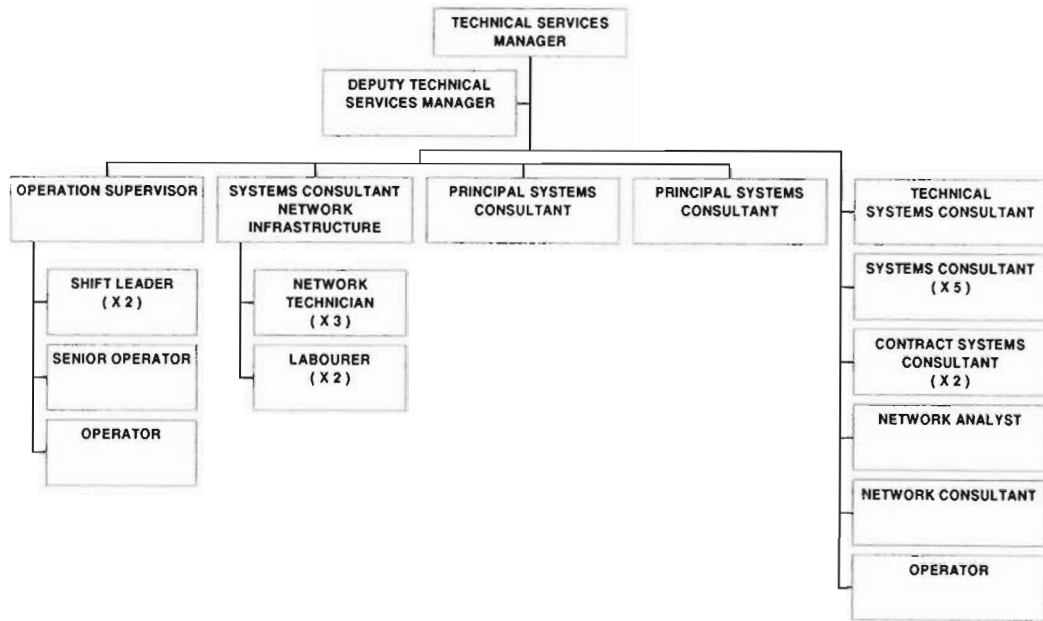 TECHNICAL SERVICES
MANAGER
DEPUTY TECHNICAL
SERVICES MANAGER
OPERATION SUPERVISOR
SYSTEMS CONSULTANT
NETWORK
INFRASTRUCTURE
PRINCIPAL SYSTEMS
CONSULTANT
PRINCIPAL SYSTEMS
CONSULTANT
TECHNICAL
SYSTEMS CONSULTANT
SHIFT LEADER
( X 2 )
SENIOR OPERATOR
OPERATOR
NETWORK
TECHNICIAN
( X 3 )
LABOURER
( X 2 )
SYSTEMS CONSULTANT
( X 5 )
CONTRACT SYSTEMS
CONSULTANT
( X 2 )
NETWORK ANALYST
NETWORK CONSULTANT
OPERATOR